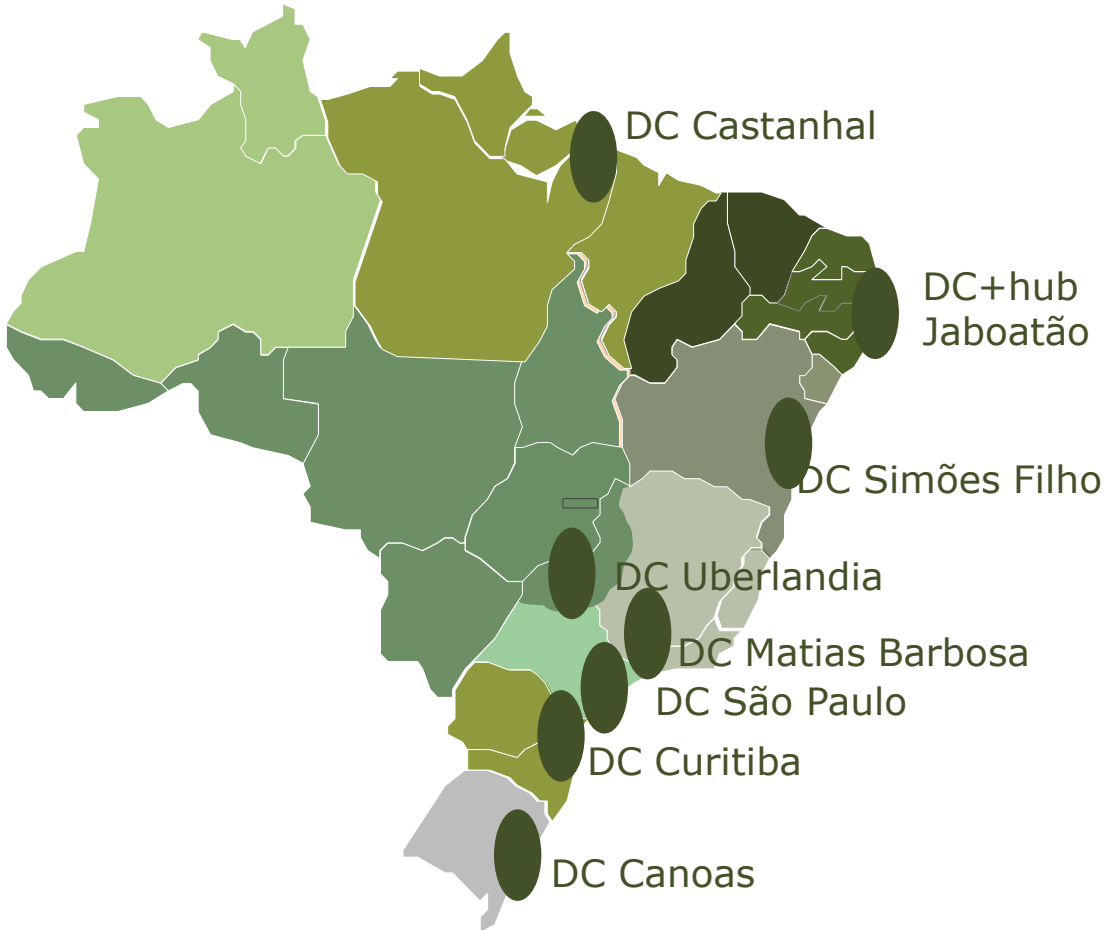 DC Castanhal
DC+hub
Jaboatão
DC Simões Filho
DC Uberlandia
DC Matias Barbosa
DC São Paulo
DC Curitiba
DC Canoas